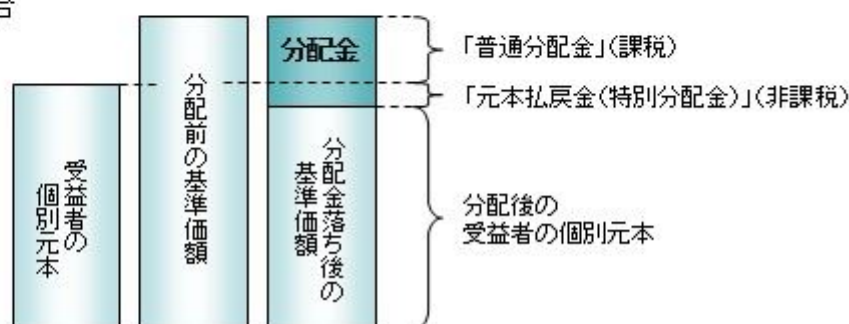 合
分配金
「普通分配金」(課税)
「元本払戻金(特別分配金)」(非課税)
受益者の
個別元本
分配前の基準価額
分配金落ち後の
基準価額
分配後の
受益者の個別元本